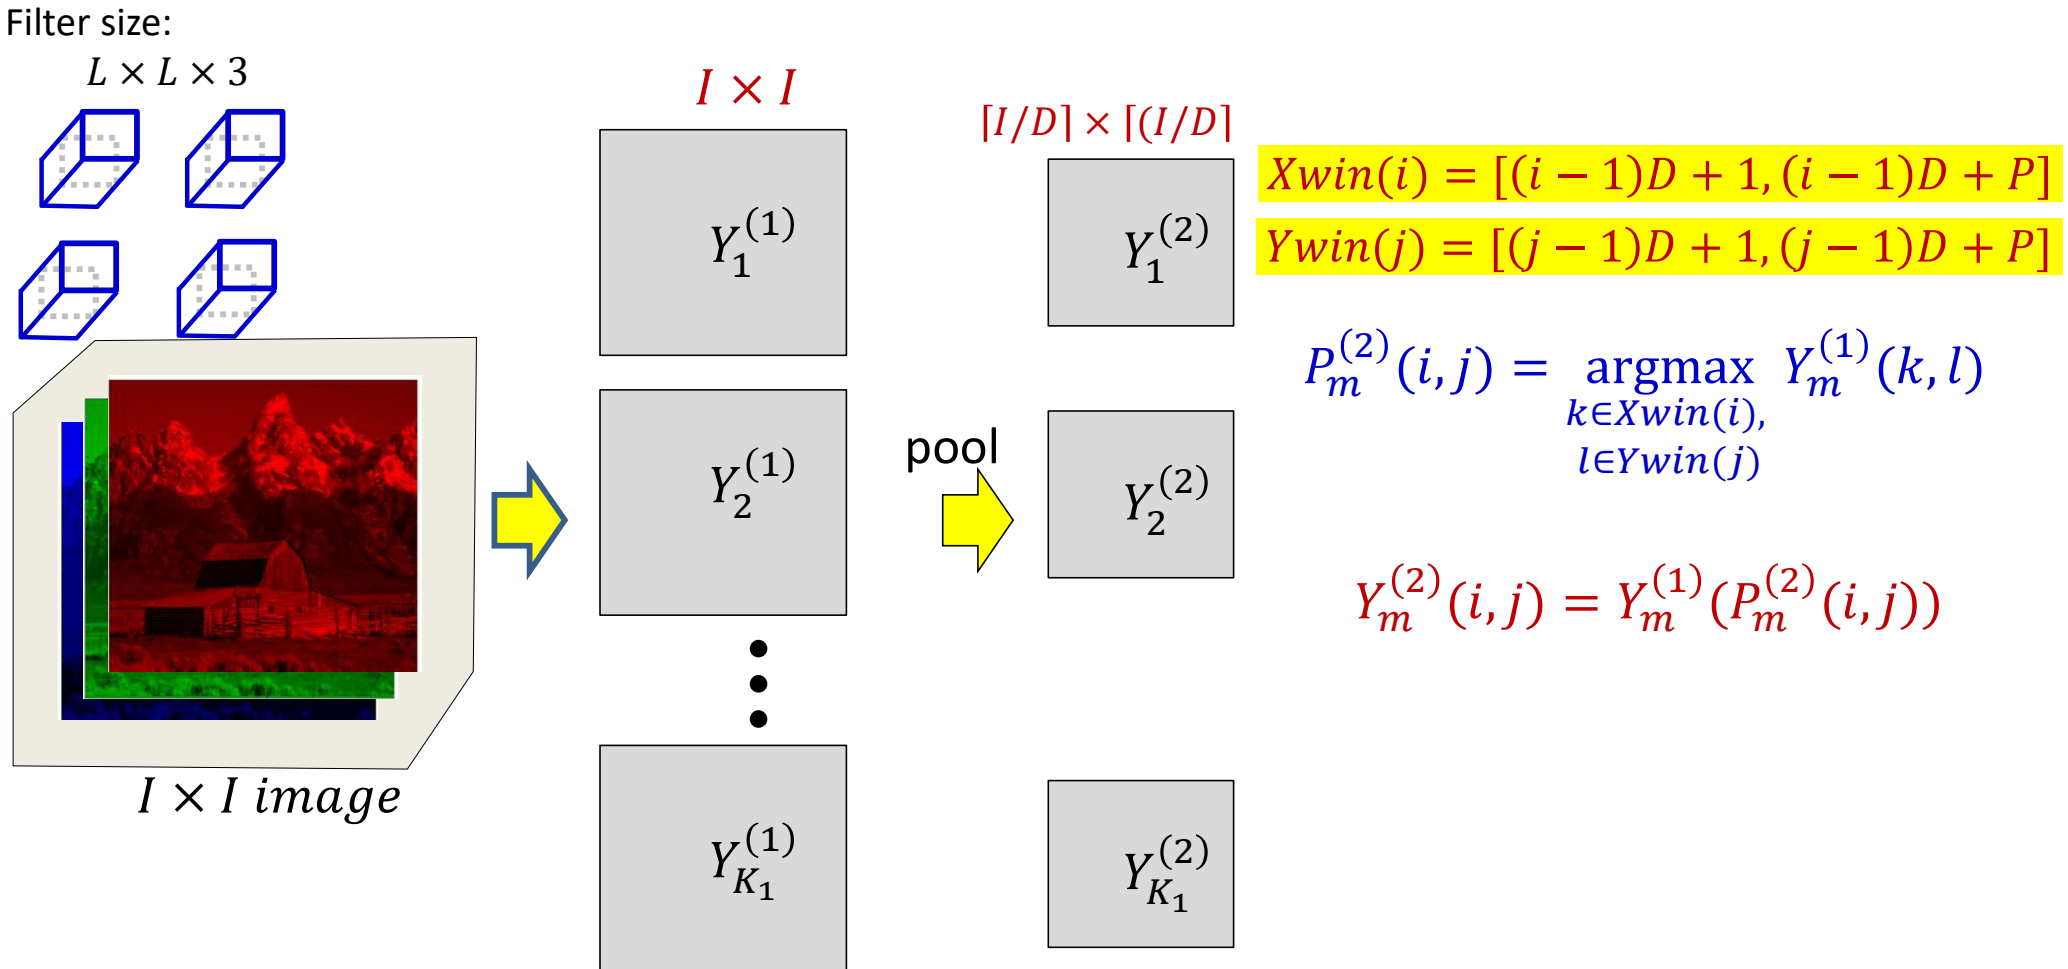 Filter size:
L × L × 3
I × I image
I × I
Y_1^{(1)}
Y_2^{(1)}
Y_{K_1}^{(1)}
pool
⌈I/D⌉ × ⌈(I/D⌉
Y_1^{(2)}
Y_2^{(2)}
Y_{K_1}^{(2)}
Xwin(i) = [(i − 1)D + 1, (i − 1)D + P]
Ywin(j) = [(j − 1)D + 1, (j − 1)D + P]
P_m^{(2)}(i, j) = argmax Y_m^{(1)}(k, l)
k∈Xwin(i),
l∈Ywin(j)
Y_m^{(2)}(i, j) = Y_m^{(1)}(P_m^{(2)}(i, j))